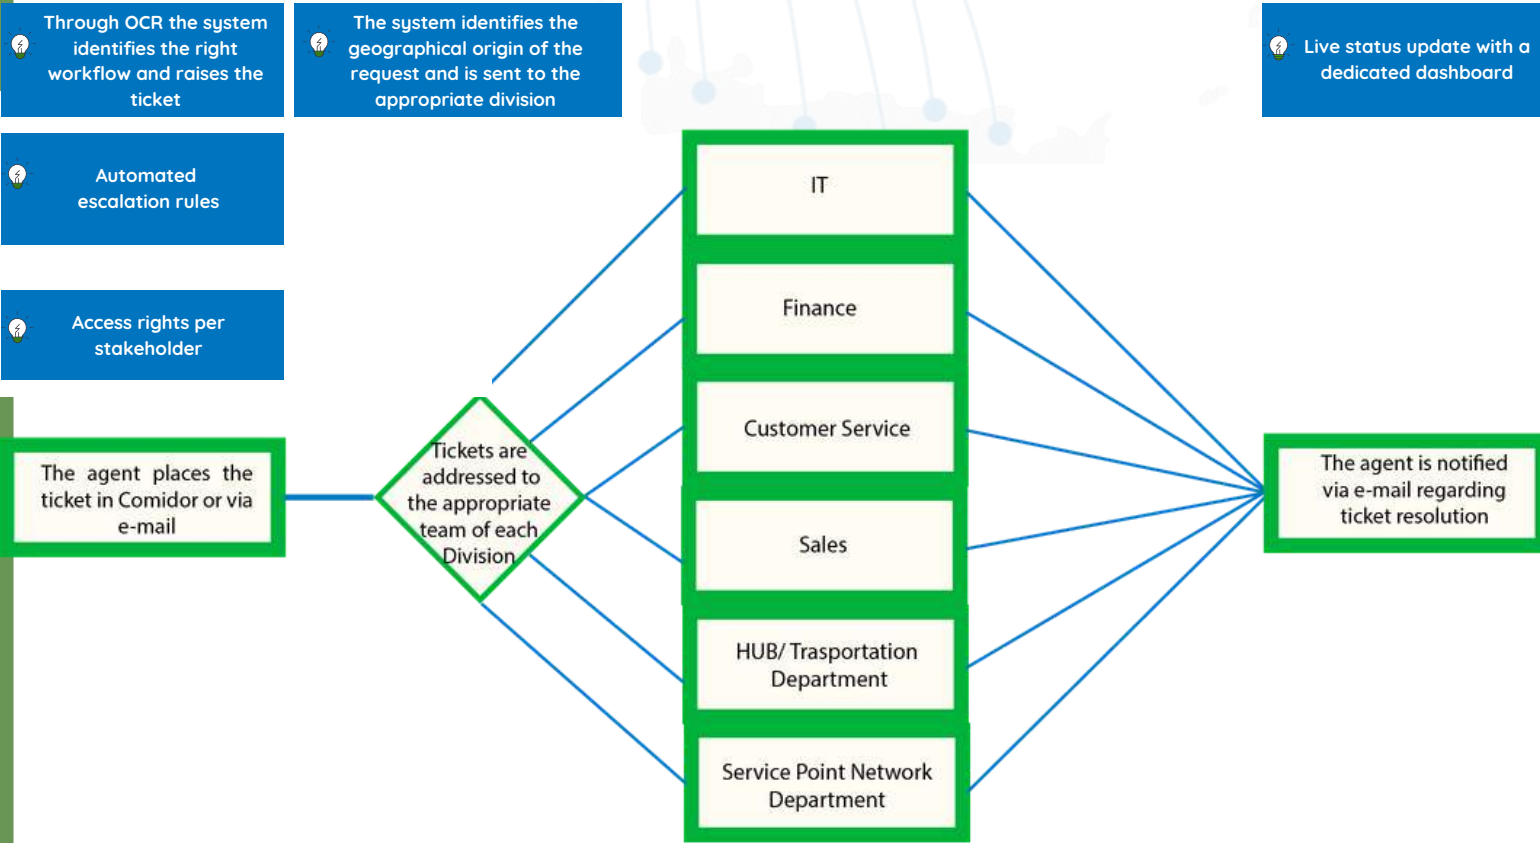 Through OCR the system
identifies the right
workflow and raises the
ticket
The system identifies the
geographical origin of the
request and is sent to the
appropriate division
Live status update with a
dedicated dashboard
Automated
escalation rules
Access rights per
stakeholder
The agent places the
ticket in Comidor or via
e-mail
Tickets are
addressed to
the appropriate
team of each
Division
IT
Finance
Customer Service
Sales
HUB/ Trasportation
Department
Service Point Network
Department
The agent is notified
via e-mail regarding
ticket resolution